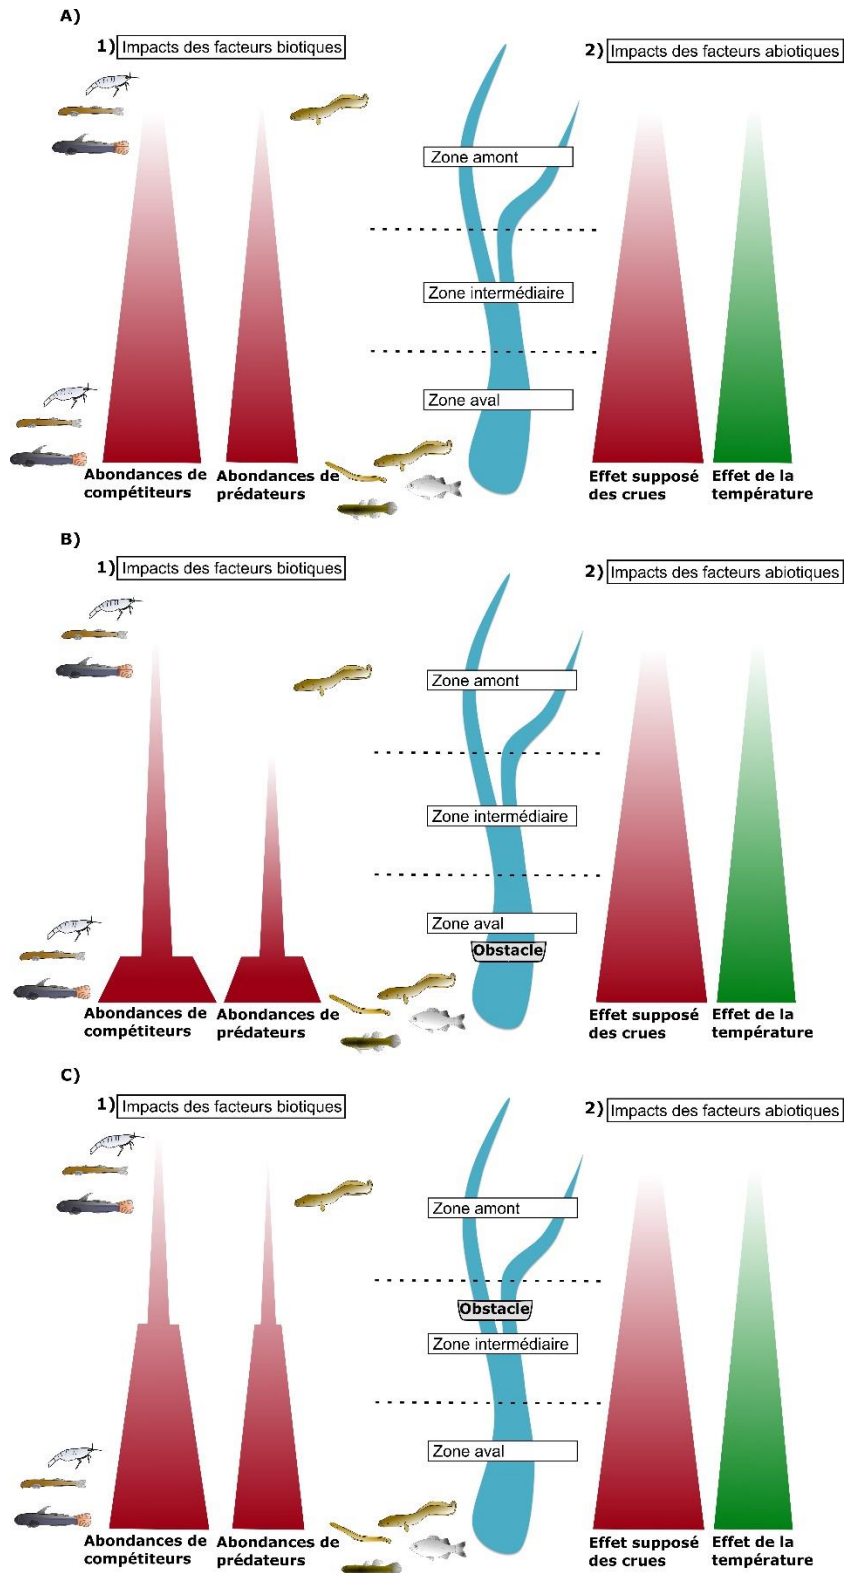 A)
1) Impacts des facteurs biotiques
2) Impacts des facteurs abiotiques
Zone amont
Zone intermédiaire
Zone aval
Abondances de
compétiteurs
Abondances de
prédateurs
Effet supposé
des crues
Effet de la
température
B)
1) Impacts des facteurs biotiques
2) Impacts des facteurs abiotiques
Zone amont
Zone intermédiaire
Zone aval
Obstacle
Abondances de
compétiteurs
Abondances de
prédateurs
Effet supposé
des crues
Effet de la
température
C)
1) Impacts des facteurs biotiques
2) Impacts des facteurs abiotiques
Zone amont
Obstacle
Zone intermédiaire
Zone aval
Abondances de
compétiteurs
Abondances de
prédateurs
Effet supposé
des crues
Effet de la
température